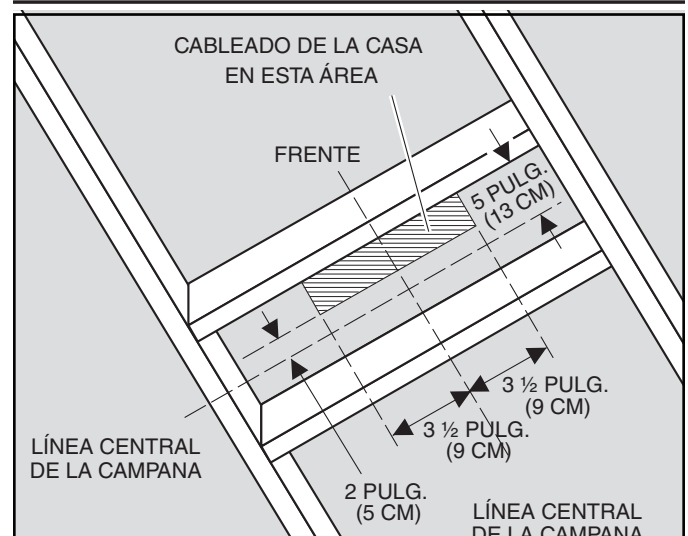 CABLEADO DE LA CASA
EN ESTA ÁREA
FRENTE
5 PULG.
(13 CM)
3 ½ PULG.
(9 CM)
3 ½ PULG.
(9 CM)
LÍNEA CENTRAL
DE LA CAMPANA
2 PULG.
(5 CM)
LÍNEA CENTRAL
DE LA CAMPANA